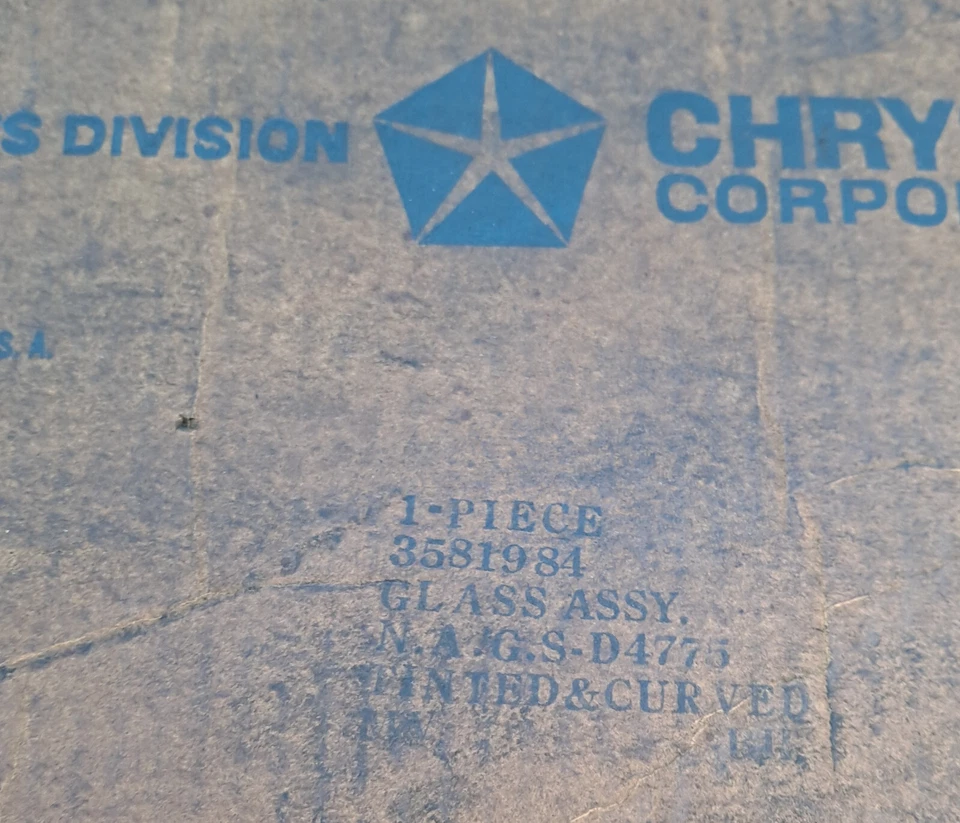 S DIVISION
CHRY
CORPO
S. A.
1-PIECE
3581984
GLASS ASSY.
N.A.G.S-D4775
TINTED&CURVED